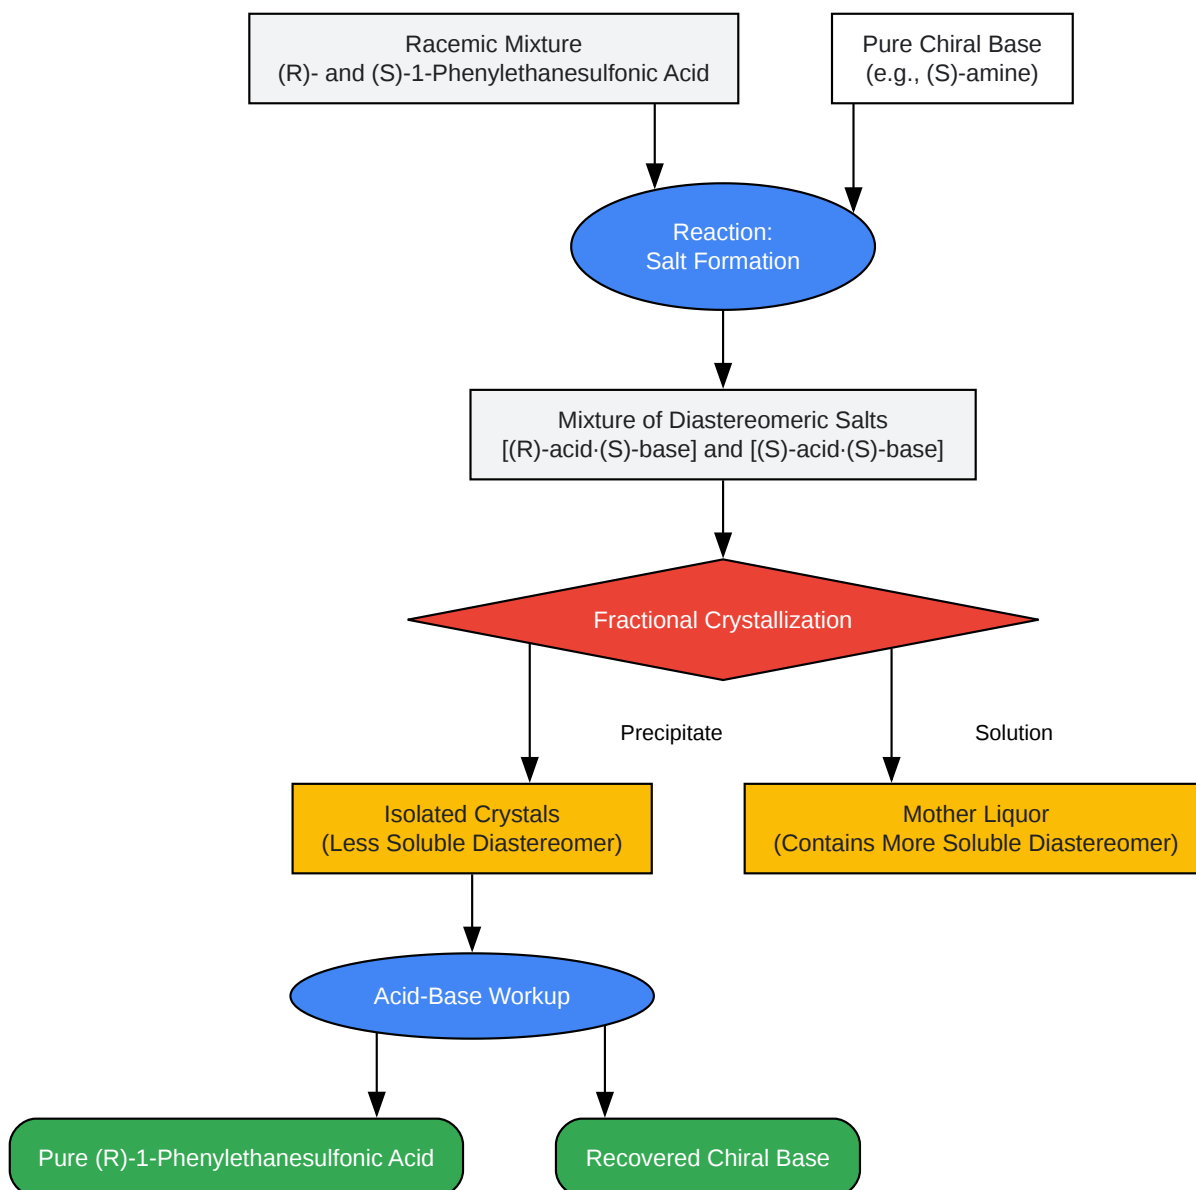 Racemic Mixture
(R)- and (S)-1-Phenylethanesulfonic Acid
Pure Chiral Base
(e.g., (S)-amine)
Reaction:
Salt Formation
Mixture of Diastereomeric Salts
[(R)-acid·(S)-base] and [(S)-acid·(S)-base]
Fractional Crystallization
Precipitate
Solution
Isolated Crystals
(Less Soluble Diastereomer)
Mother Liquor
(Contains More Soluble Diastereomer)
Acid-Base Workup
Pure (R)-1-Phenylethanesulfonic Acid
Recovered Chiral Base